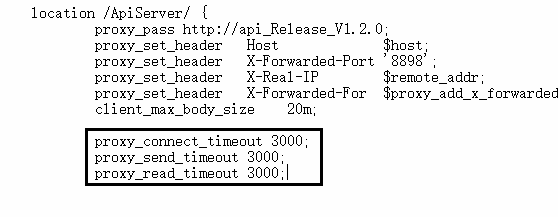 location /ApiServer/ {
proxy_pass http://api_Release_V1.2.0;
proxy_set_header Host $host;
proxy_set_header X-Forwarded-Port '8898';
proxy_set_header X-Real-IP $remote_addr;
proxy_set_header X-Forwarded-For $proxy_add_x_forwarded
client_max_body_size 20m;
proxy_connect_timeout 3000;
proxy_send_timeout 3000;
proxy_read_timeout 3000;